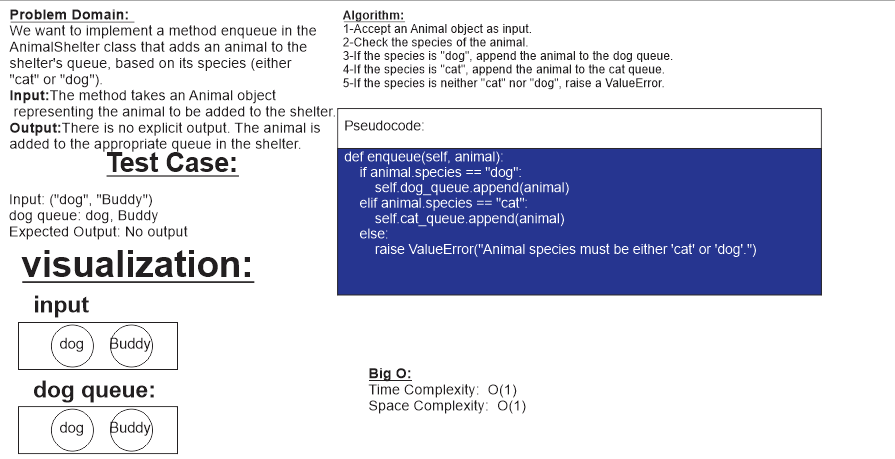 Problem Domain:
We want to implement a method enqueue in the
AnimalShelter class that adds an animal to the
shelter's queue, based on its species (either
"cat" or "dog").
Input:The method takes an Animal object
representing the animal to be added to the shelter.
Output:There is no explicit output. The animal is
added to the appropriate queue in the shelter.
Test Case:
Input: ("dog", "Buddy")
dog queue: dog, Buddy
Expected Output: No output
visualization:
input
dog Buddy
dog queue:
dog Buddy
Algorithm:
1-Accept an Animal object as input.
2-Check the species of the animal.
3-If the species is "dog", append the animal to the dog queue.
4-If the species is "cat", append the animal to the cat queue.
5-If the species is neither "cat" nor "dog", raise a ValueError.
Pseudocode:
def enqueue(self, animal):
if animal.species == "dog":
self.dog_queue.append(animal)
elif animal.species == "cat":
self.cat_queue.append(animal)
else:
raise ValueError("Animal species must be either 'cat' or 'dog'.")
Big O:
Time Complexity: O(1)
Space Complexity: O(1)